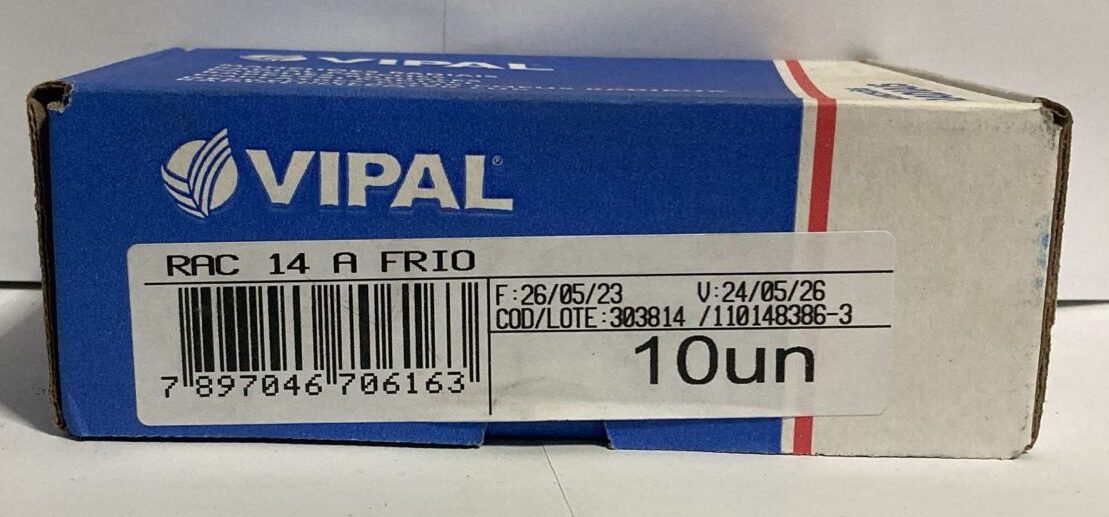 VIPAL
VIPAL®
RAC 14 A FRIO
F:26/05/23 V:24/05/26
COD/LOTE:303814 /110148386-3
10un
7 897046 706163